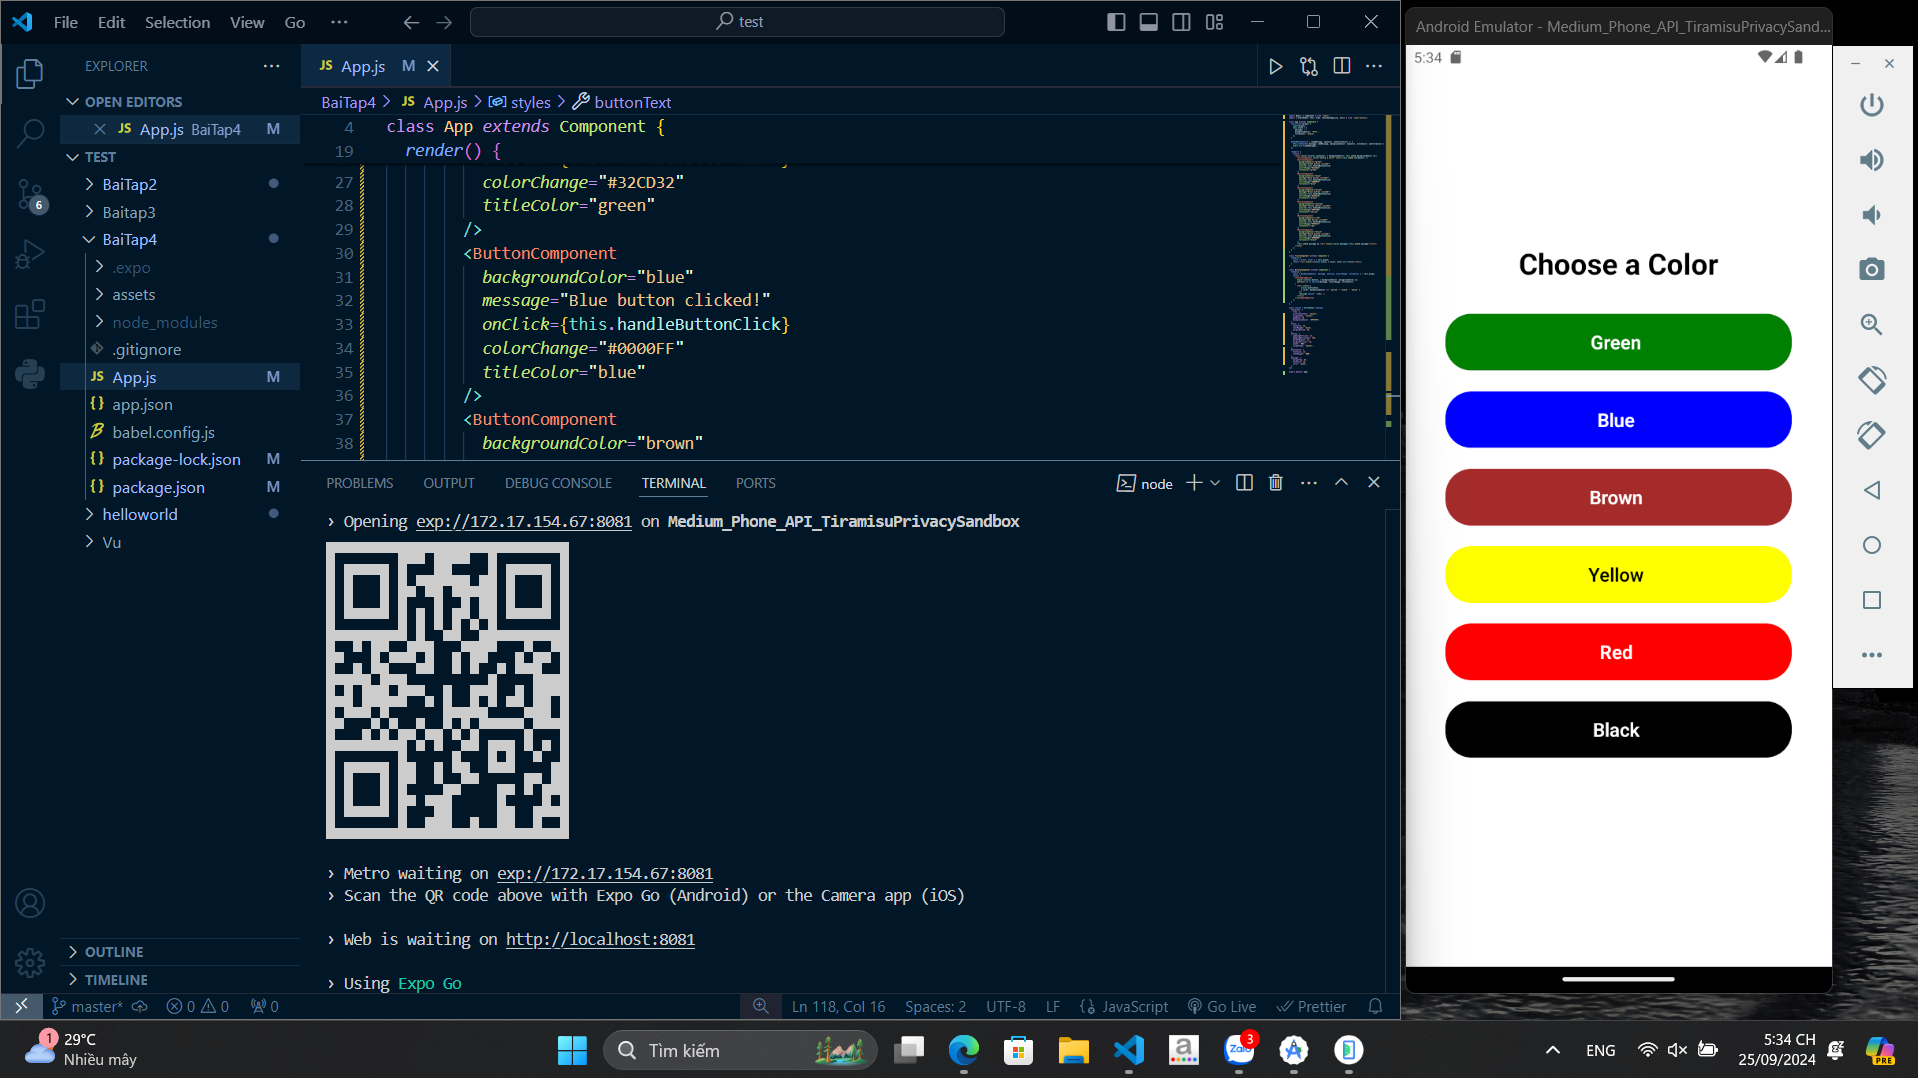 File Edit Selection View Go ··· test
EXPLORER
OPEN EDITORS
JS App.js BaiTap4 M
TEST
BaiTap2
Baitap3
BaiTap4
.expo
assets
node_modules
.gitignore
JS App.js M
{} app.json
babel.config.js
{} package-lock.json M
{} package.json M
helloworld
Vu
OUTLINE
TIMELINE
6
JS App.js M
BaiTap4 > JS App.js > styles > buttonText
4 class App extends Component {
19 render() {
27 colorChange="#32CD32"
28 titleColor="green"
29 />
30 <ButtonComponent
31 backgroundColor="blue"
32 message="Blue button clicked!"
33 onClick={this.handleButtonClick}
34 colorChange="#0000FF"
35 titleColor="blue"
36 />
37 <ButtonComponent
38 backgroundColor="brown"
PROBLEMS OUTPUT DEBUG CONSOLE TERMINAL PORTS node
› Opening exp://172.17.154.67:8081 on Medium_Phone_API_TiramisuPrivacySandbox
› Metro waiting on exp://172.17.154.67:8081
› Scan the QR code above with Expo Go (Android) or the Camera app (iOS)
› Web is waiting on http://localhost:8081
› Using Expo Go
master* 0 0 0 Ln 118, Col 16 Spaces: 2 UTF-8 LF {} JavaScript Go Live Prettier
Android Emulator - Medium_Phone_API_TiramisuPrivacySand...
5:34
Choose a Color
Green
Blue
Brown
Yellow
Red
Black
1
29°C
Nhiều mây
Tìm kiếm
a
Zalo
3
ENG
5:34 CH
25/09/2024
PRE